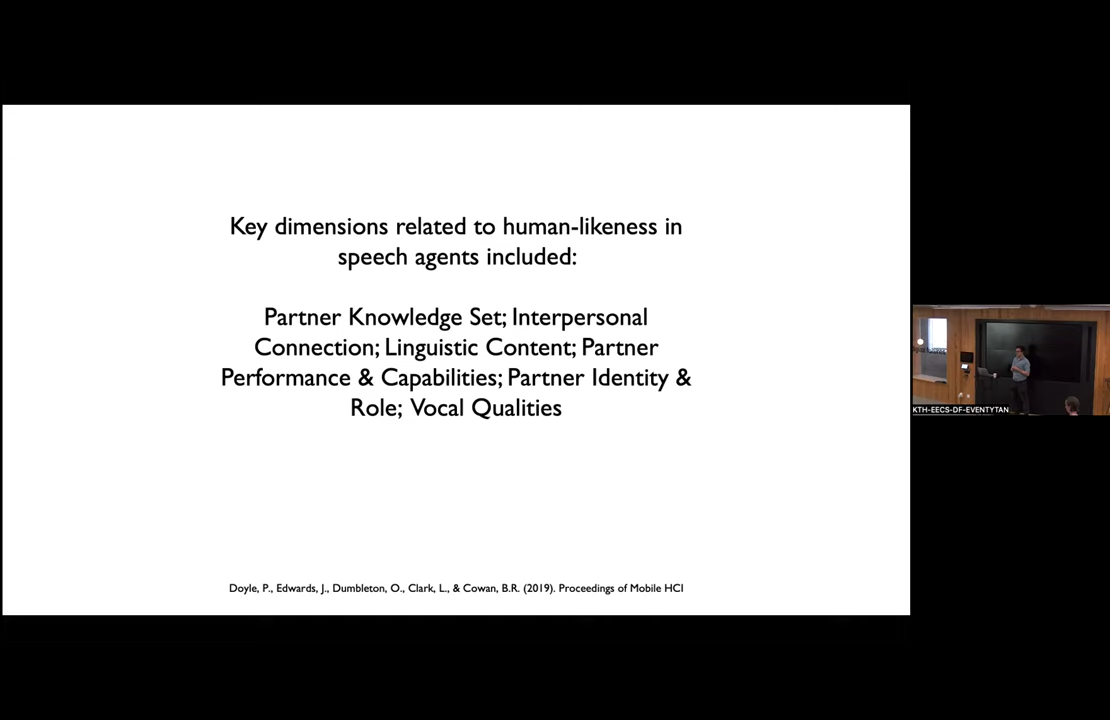 Key dimensions related to human-likeness in
speech agents included:
Partner Knowledge Set; Interpersonal
Connection; Linguistic Content; Partner
Performance & Capabilities; Partner Identity &
Role; Vocal Qualities
Doyle, P., Edwards, J., Dumbleton, O., Clark, L., & Cowan, B.R. (2019). Proceedings of Mobile HCI
KTH-EECS-DF-EVENTYTAN